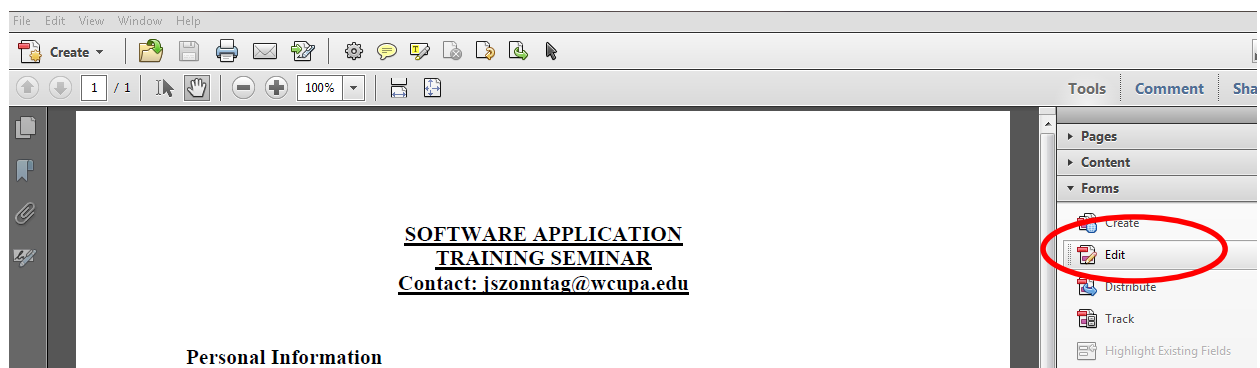 File Edit View Window Help
Create
1 / 1 100% Tools Comment Sha
Pages
Content
Forms
SOFTWARE APPLICATION
TRAINING SEMINAR
Contact: jszonntag@wcupa.edu
Personal Information
Create
Edit
Distribute
Track
Highlight Existing Fields